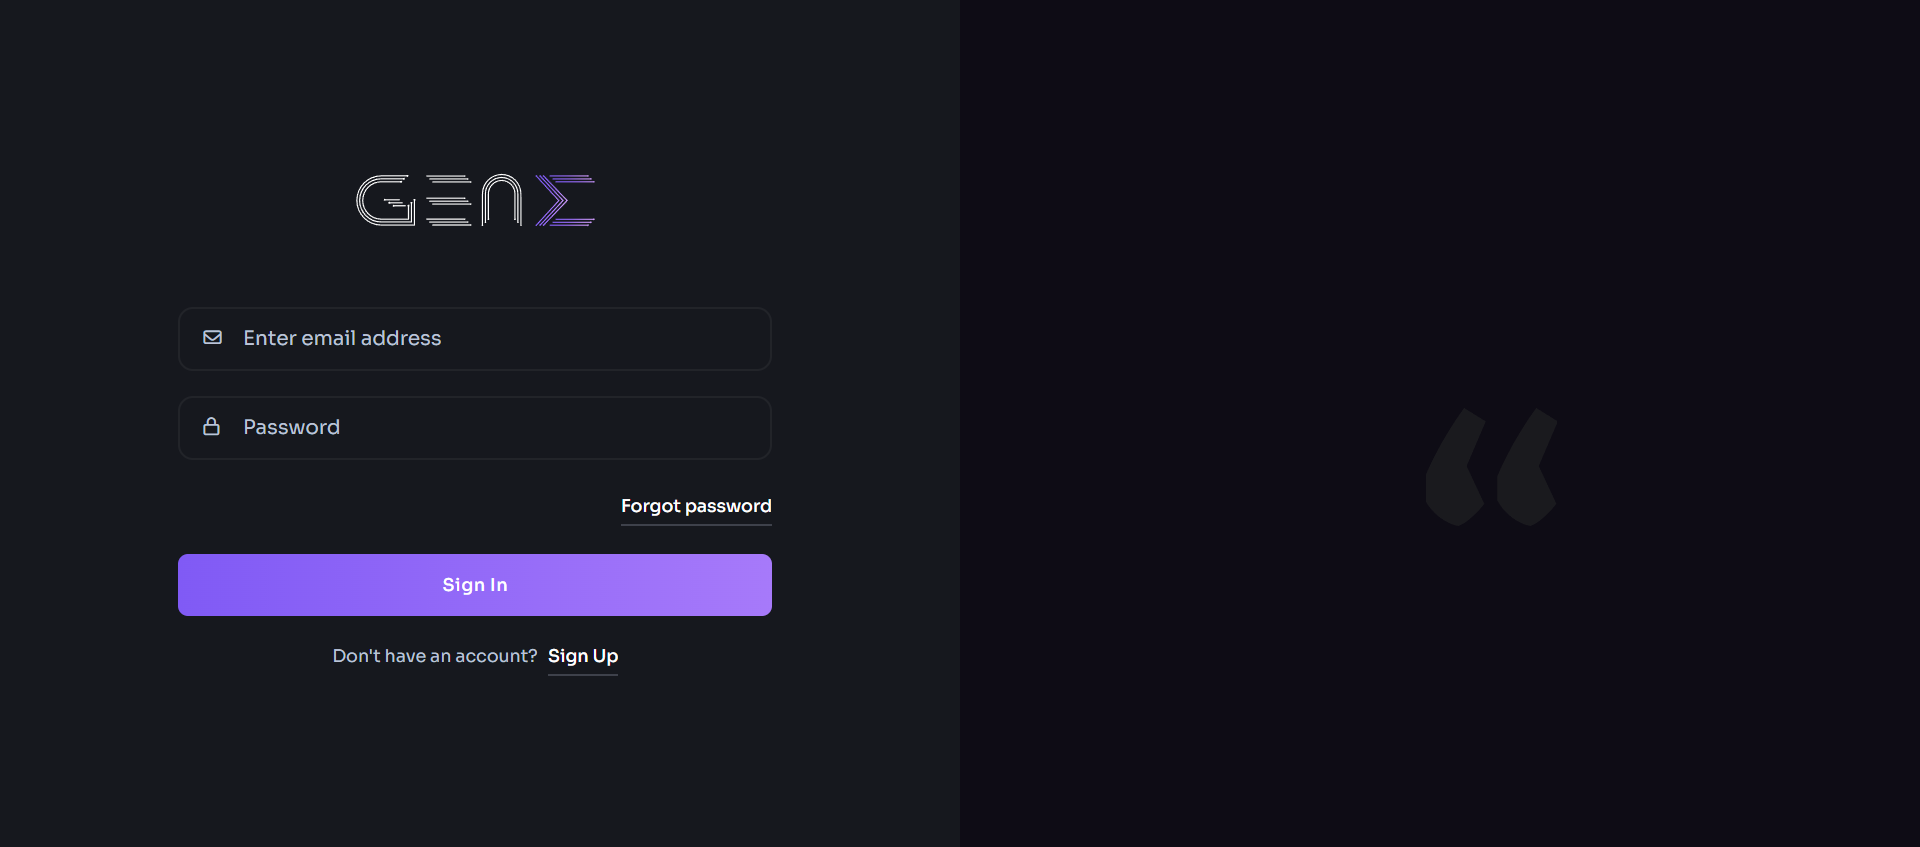 GENΣ
Enter email address
Password
Forgot password
Sign In
Don't have an account? Sign Up
“